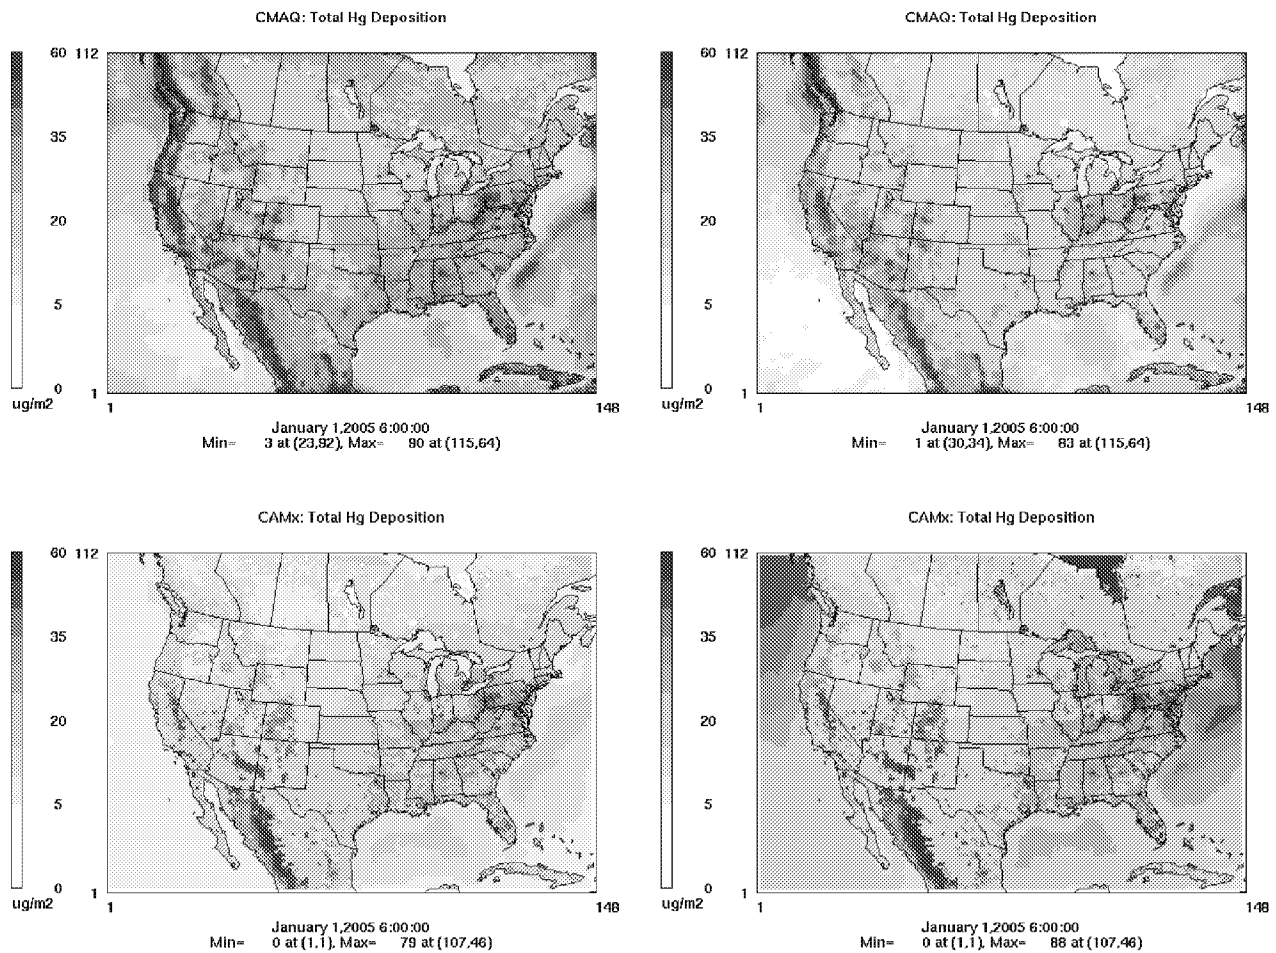 CMAQ: Total Hg Deposition
60 112
35
20
5
0
1
ug/m2
1 148
January 1,2005 6:00:00
Min= 3 at (23,92), Max= 90 at (115,64)
CMAQ: Total Hg Deposition
60 112
35
20
5
0
1
ug/m2
1 148
January 1,2005 6:00:00
Min= 1 at (30,34), Max= 83 at (115,64)
CAMx: Total Hg Deposition
60 112
35
20
5
0
1
ug/m2
1 148
January 1,2005 6:00:00
Min= 0 at (1,1), Max= 79 at (107,46)
CAMx: Total Hg Deposition
60 112
35
20
5
0
1
ug/m2
1 148
January 1,2005 6:00:00
Min= 0 at (1,1), Max= 88 at (107,46)